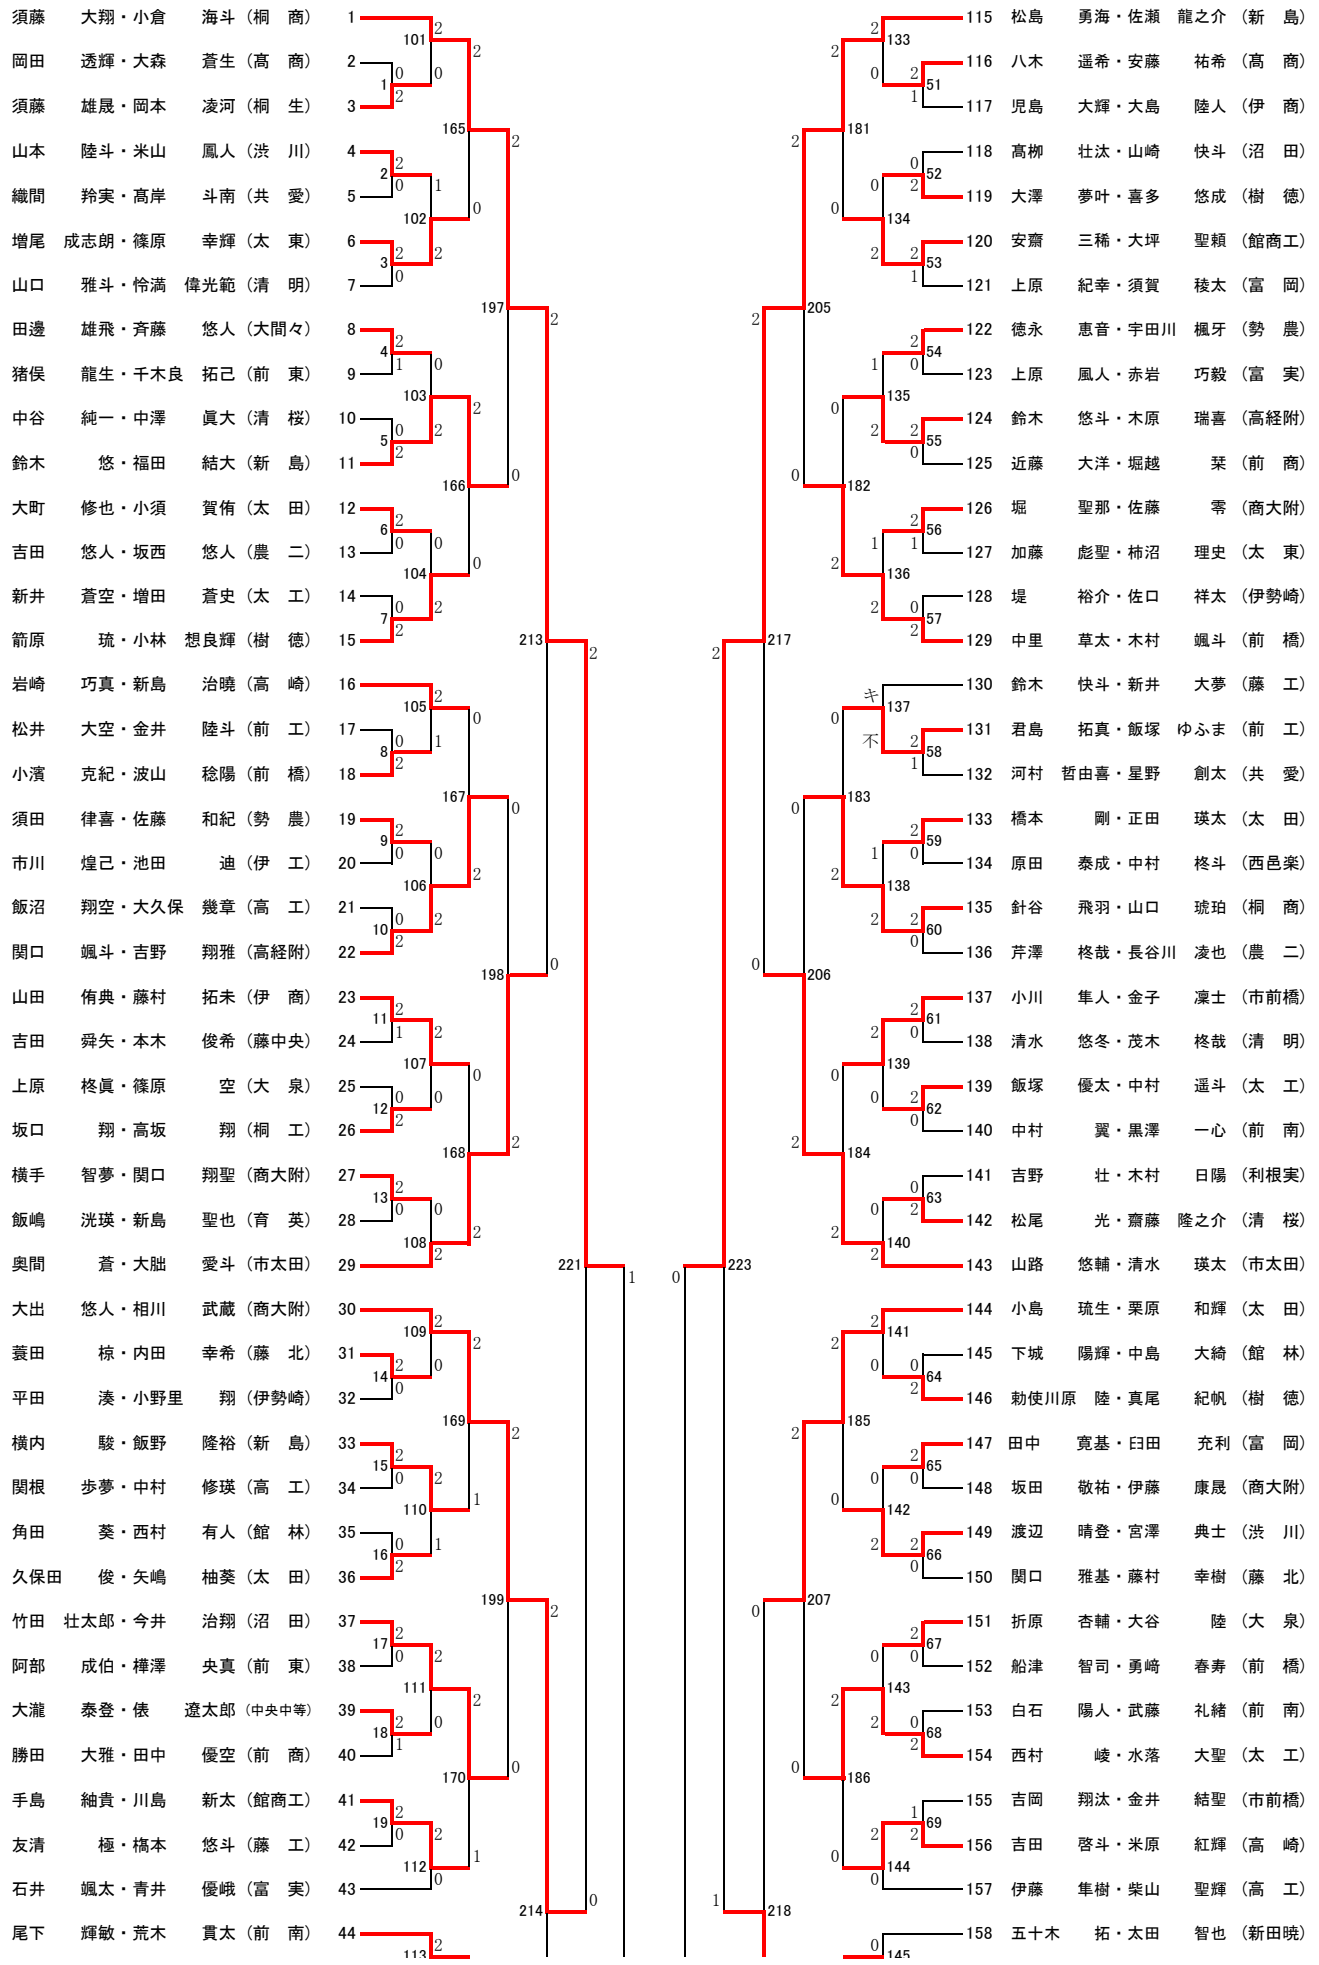 須藤 大翔・小倉 海斗 (桐 商) 1
岡田 透輝・大森 蒼生 (髙 商) 2
須藤 雄晟・岡本 凌河 (桐 生) 3
山本 陸斗・米山 鳳人 (渋 川) 4
織間 羚実・髙岸 斗南 (共 愛) 5
増尾 成志朗・篠原 幸輝 (太 東) 6
山口 雅斗・怜満 偉光範 (清 明) 7
田邊 雄飛・斉藤 悠人 (大間々) 8
猪俣 龍生・千木良 拓己 (前 東) 9
中谷 純一・中澤 眞大 (清 桜) 10
鈴木 悠・福田 結大 (新 島) 11
大町 修也・小須 賀侑 (太 田) 12
吉田 悠人・坂西 悠人 (農 二) 13
新井 蒼空・増田 蒼史 (太 工) 14
箭原 琉・小林 想良輝 (樹 徳) 15
岩崎 巧真・新島 治曉 (高 崎) 16
松井 大空・金井 陸斗 (前 工) 17
小濱 克紀・波山 稔陽 (前 橋) 18
須田 律喜・佐藤 和紀 (勢 農) 19
市川 煌己・池田 迪 (伊 工) 20
飯沼 翔空・大久保 幾章 (高 工) 21
関口 颯斗・吉野 翔雅 (高経附) 22
山田 侑典・藤村 拓未 (伊 商) 23
吉田 舜矢・本木 俊希 (藤中央) 24
上原 柊眞・篠原 空 (大 泉) 25
坂口 翔・高坂 翔 (桐 工) 26
横手 智夢・関口 翔聖 (商大附) 27
飯嶋 洸瑛・新島 聖也 (育 英) 28
奥間 蒼・大朏 愛斗 (市太田) 29
大出 悠人・相川 武蔵 (商大附) 30
蓑田 椋・内田 幸希 (藤 北) 31
平田 湊・小野里 翔 (伊勢崎) 32
横内 駿・飯野 隆裕 (新 島) 33
関根 歩夢・中村 修瑛 (高 工) 34
角田 葵・西村 有人 (館 林) 35
久保田 俊・矢嶋 柚葵 (太 田) 36
竹田 壮太郎・今井 治翔 (沼 田) 37
阿部 成伯・樺澤 央真 (前 東) 38
大瀧 泰登・俵 遼太郎 (中央中等) 39
勝田 大雅・田中 優空 (前 商) 40
手島 紬貴・川島 新太 (館商工) 41
友清 極・槗本 悠斗 (藤 工) 42
石井 颯太・青井 優峨 (富 実) 43
尾下 輝敏・荒木 貫太 (前 南) 44
115 松島 勇海・佐瀬 龍之介 (新 島)
116 八木 遥希・安藤 祐希 (髙 商)
117 児島 大輝・大島 陸人 (伊 商)
118 髙栁 壮汰・山崎 快斗 (沼 田)
119 大澤 夢叶・喜多 悠成 (樹 徳)
120 安齋 三稀・大坪 聖頼 (館商工)
121 上原 紀幸・須賀 稜太 (富 岡)
122 徳永 恵音・宇田川 楓牙 (勢 農)
123 上原 風人・赤岩 巧毅 (富 実)
124 鈴木 悠斗・木原 瑞喜 (高経附)
125 近藤 大洋・堀越 栞 (前 商)
126 堀 聖那・佐藤 零 (商大附)
127 加藤 彪聖・柿沼 理史 (太 東)
128 堤 裕介・佐口 祥太 (伊勢崎)
129 中里 草太・木村 颯斗 (前 橋)
130 鈴木 快斗・新井 大夢 (藤 工)
131 君島 拓真・飯塚 ゆふま (前 工)
132 河村 哲由喜・星野 創太 (共 愛)
133 橋本 剛・正田 瑛太 (太 田)
134 原田 泰成・中村 柊斗 (西邑楽)
135 針谷 飛羽・山口 琥珀 (桐 商)
136 芹澤 柊哉・長谷川 凌也 (農 二)
137 小川 隼人・金子 凜士 (市前橋)
138 清水 悠冬・茂木 柊哉 (清 明)
139 飯塚 優太・中村 遥斗 (太 工)
140 中村 翼・黒澤 一心 (前 南)
141 吉野 壮・木村 日陽 (利根実)
142 松尾 光・齋藤 隆之介 (清 桜)
143 山路 悠輔・清水 瑛太 (市太田)
144 小島 琉生・栗原 和輝 (太 田)
145 下城 陽輝・中島 大綺 (館 林)
146 勅使川原 陸・真尾 紀帆 (樹 徳)
147 田中 寛基・臼田 充利 (富 岡)
148 坂田 敬祐・伊藤 康晟 (商大附)
149 渡辺 晴登・宮澤 典士 (渋 川)
150 関口 雅基・藤村 幸樹 (藤 北)
151 折原 杏輔・大谷 陸 (大 泉)
152 船津 智司・勇﨑 春寿 (前 橋)
153 白石 陽人・武藤 礼緒 (前 南)
154 西村 崚・水落 大聖 (太 工)
155 吉岡 翔汰・金井 結聖 (市前橋)
156 吉田 啓斗・米原 紅輝 (高 崎)
157 伊藤 隼樹・柴山 聖輝 (高 工)
158 五十木 拓・太田 智也 (新田暁)